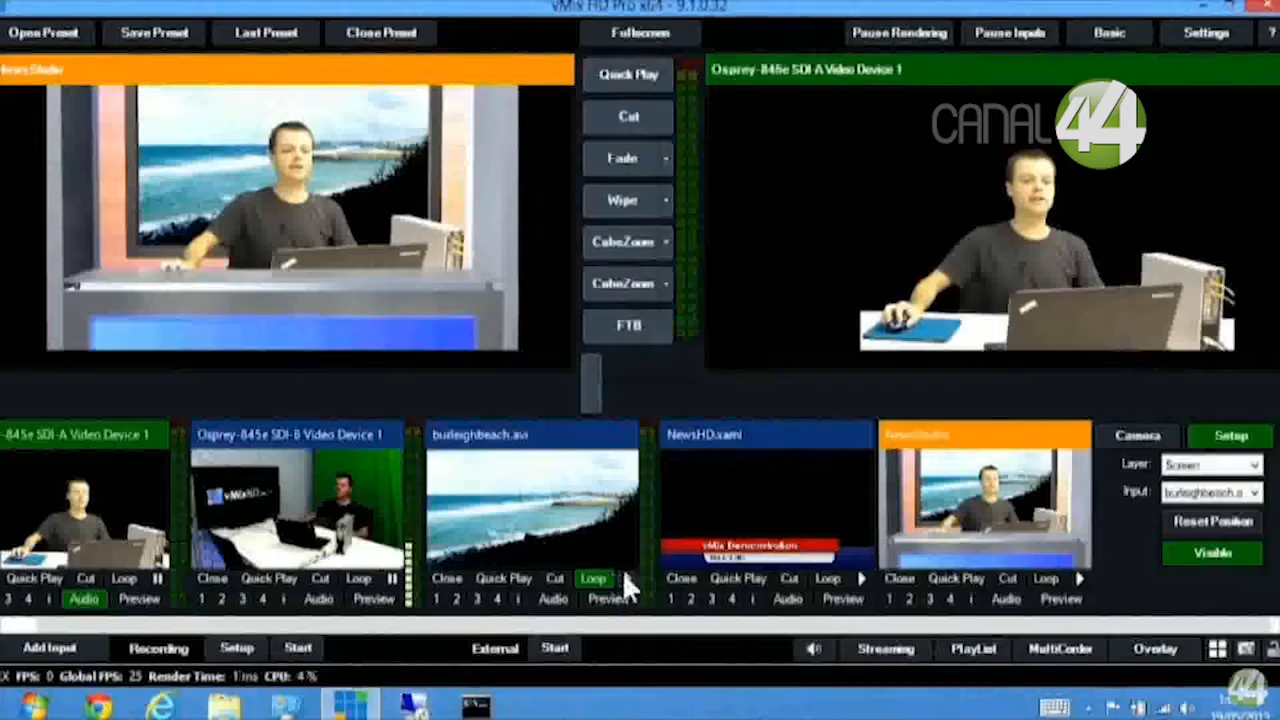 vMix HD Pro x64 - 9.1.0.32
Open Preset Save Preset Last Preset Close Preset Fullscreen Pause Rendering Pause Inputs Basic Settings ?
Osprey-845e SDI-A Video Device 1
CANAL 44
Quick Play
Cut
Fade
Wipe
CubeZoom
CubeZoom
FTB
-845e SDI-A Video Device 1
Osprey-845e SDI-B Video Device 1
burleighbeach.avi
NewsHD.xaml
Camera Setup
Layer: Screen
Input: burleighbeach.a
Reset Position
Visible
vMixHD
vMix Demonstration
Quick Play Cut Loop
Close Quick Play Cut Loop
Close Quick Play Cut Loop
Close Quick Play Cut Loop
Close Quick Play Cut Loop
3 4 i Audio Preview
1 2 3 4 i Audio Preview
1 2 3 4 i Audio Preview
1 2 3 4 i Audio Preview
1 2 3 4 i Audio Preview
Add Input Recording Setup Start External Start Streaming PlayList MultiCorder Overlay
FPS: 0 Global FPS: 25 Render Time: 11ms CPU: 4 %
44